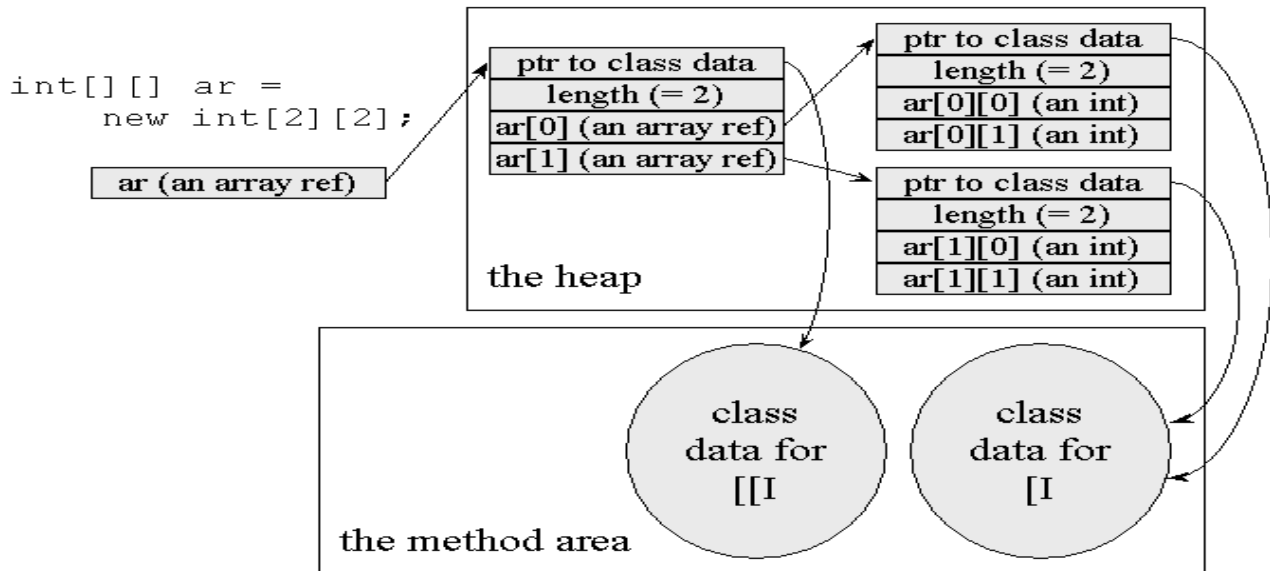 int[][] ar =
new int[2][2];
ar (an array ref)
ptr to class data
length (= 2)
ar[0] (an array ref)
ar[1] (an array ref)
ptr to class data
length (= 2)
ar[0][0] (an int)
ar[0][1] (an int)
ptr to class data
length (= 2)
ar[1][0] (an int)
ar[1][1] (an int)
the heap
class
data for
[[I
class
data for
[I
the method area